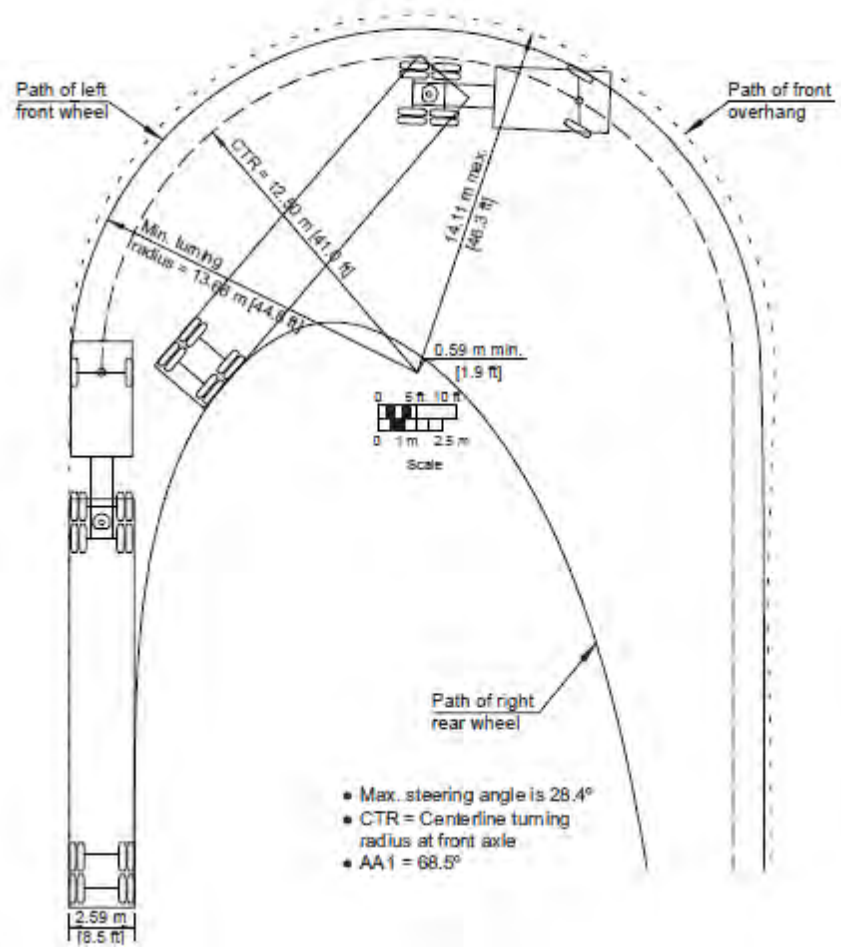 Path of left
front wheel
Path of front
overhang
CTR = 12.50 m [41.0 ft]
14.11 m max.
[46.3 ft]
Min. turning
radius = 13.66 m [44.8 ft]
0.59 m min.
[1.9 ft]
0 5 ft. 10 ft
0 1 m 2.5 m
Scale
Path of right
rear wheel
• Max. steering angle is 28.4°
• CTR = Centerline turning
radius at front axle
• AA1 = 68.5°
2.59 m
[8.5 ft]